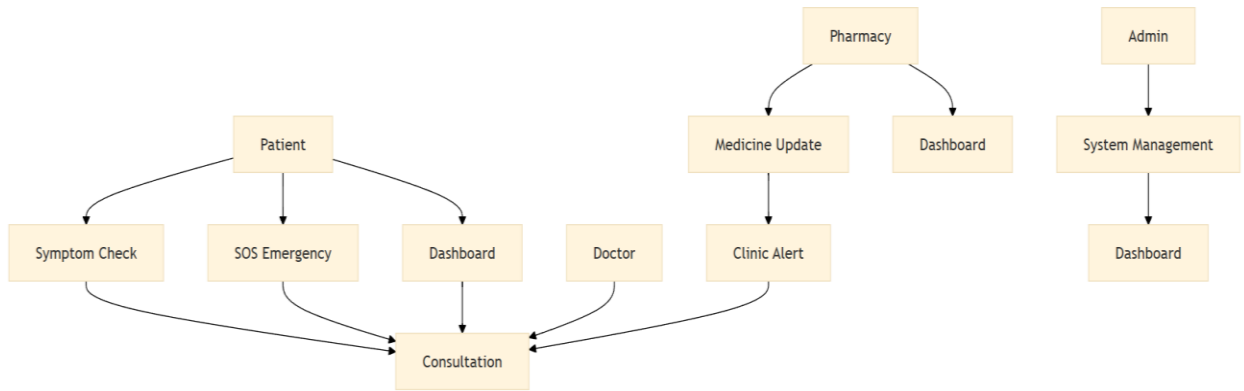 Pharmacy
Admin
Patient
Medicine Update
Dashboard
System Management
Symptom Check
SOS Emergency
Dashboard
Doctor
Clinic Alert
Dashboard
Consultation